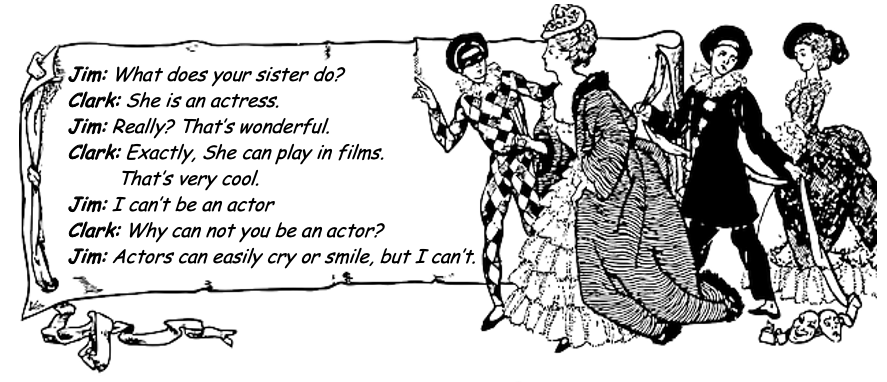 Jim: What does your sister do?
Clark: She is an actress.
Jim: Really? That's wonderful.
Clark: Exactly, She can play in films.
That's very cool.
Jim: I can't be an actor
Clark: Why can not you be an actor?
Jim: Actors can easily cry or smile, but I can't.